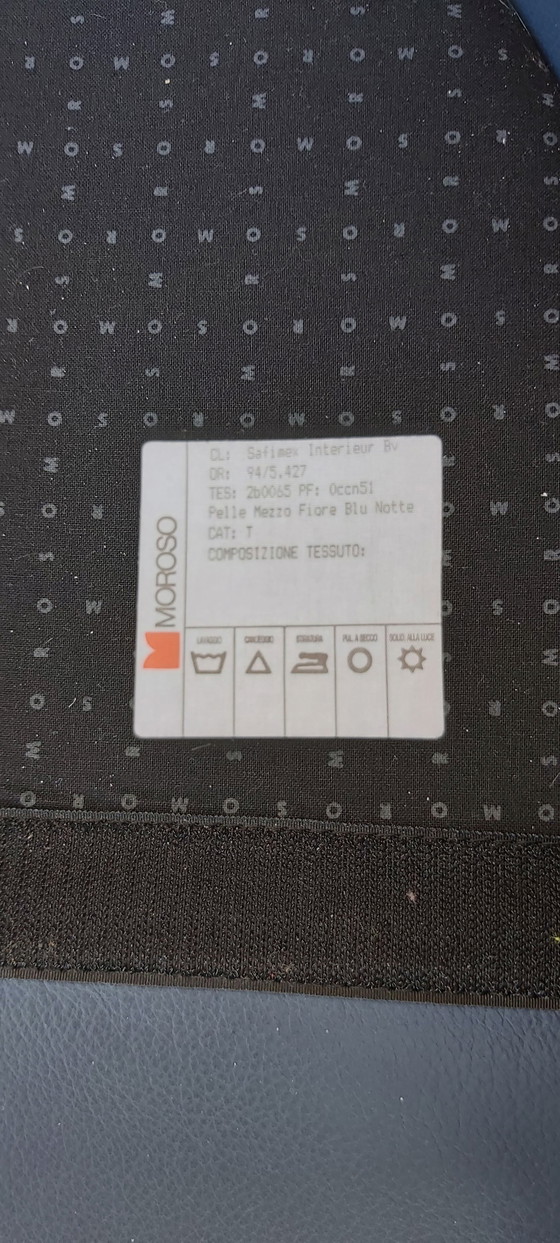 MOROSO
CL: Safimex Interieur Bv
OR: 94/5.427
TES: 2b0065 PF: 0ccn51
Pelle Mezzo Fiore Blu Notte
CAT: T
COMPOSIZIONE TESSUTO:
LAVAGGIO CANDEGGIO STIRATURA PUL. A SECCO SOLID. ALLA LUCE